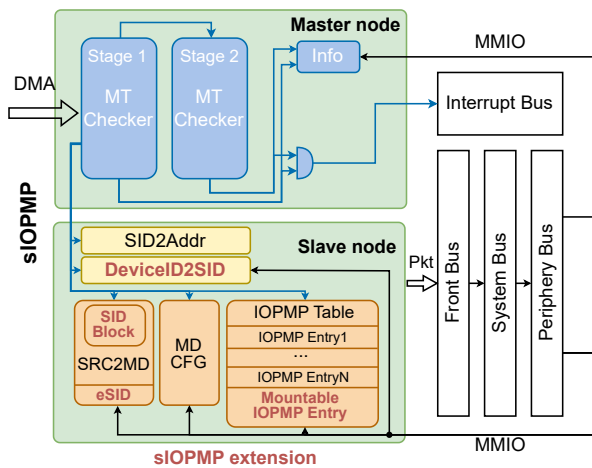 Master node
Stage 1
MT
Checker
Stage 2
MT
Checker
Info
MMIO
DMA
Interrupt Bus
sIOPMP
SID2Addr
DeviceID2SID
Slave node
Pkt
Front Bus
System Bus
Periphery Bus
SID
Block
SRC2MD
eSID
MD
CFG
IOPMP Table
IOPMP Entry1
...
IOPMP EntryN
Mountable
IOPMP Entry
MMIO
sIOPMP extension